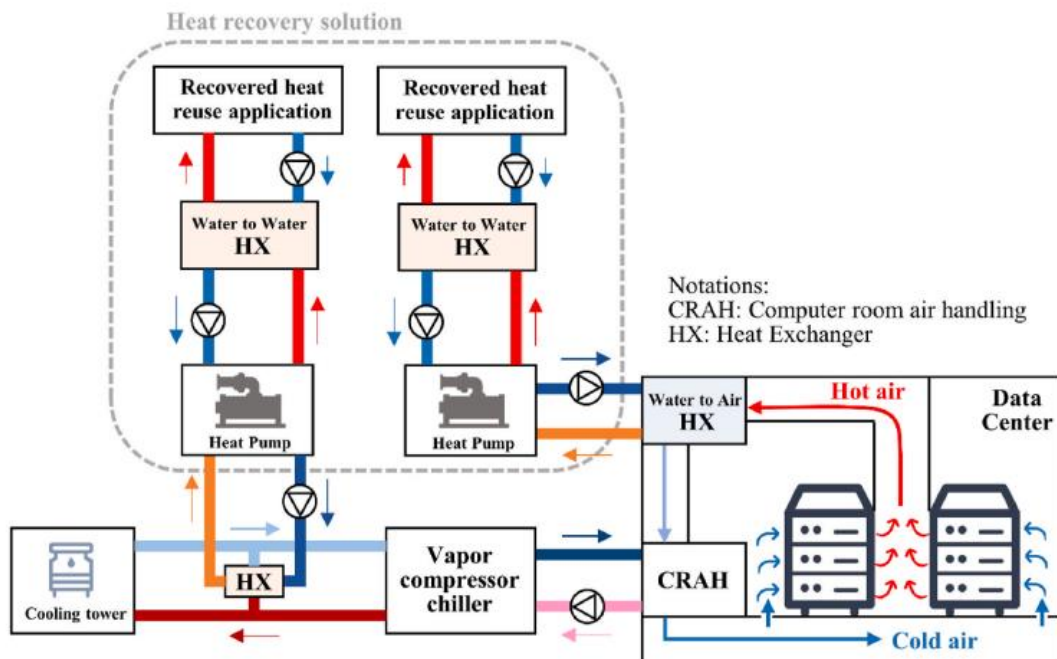 Heat recovery solution
Recovered heat
reuse application
Recovered heat
reuse application
Water to Water
HX
Water to Water
HX
Notations:
CRAH: Computer room air handling
HX: Heat Exchanger
Heat Pump
Heat Pump
Water to Air
HX
Hot air
Data
Center
Cooling tower
HX
Vapor
compressor
chiller
CRAH
Cold air